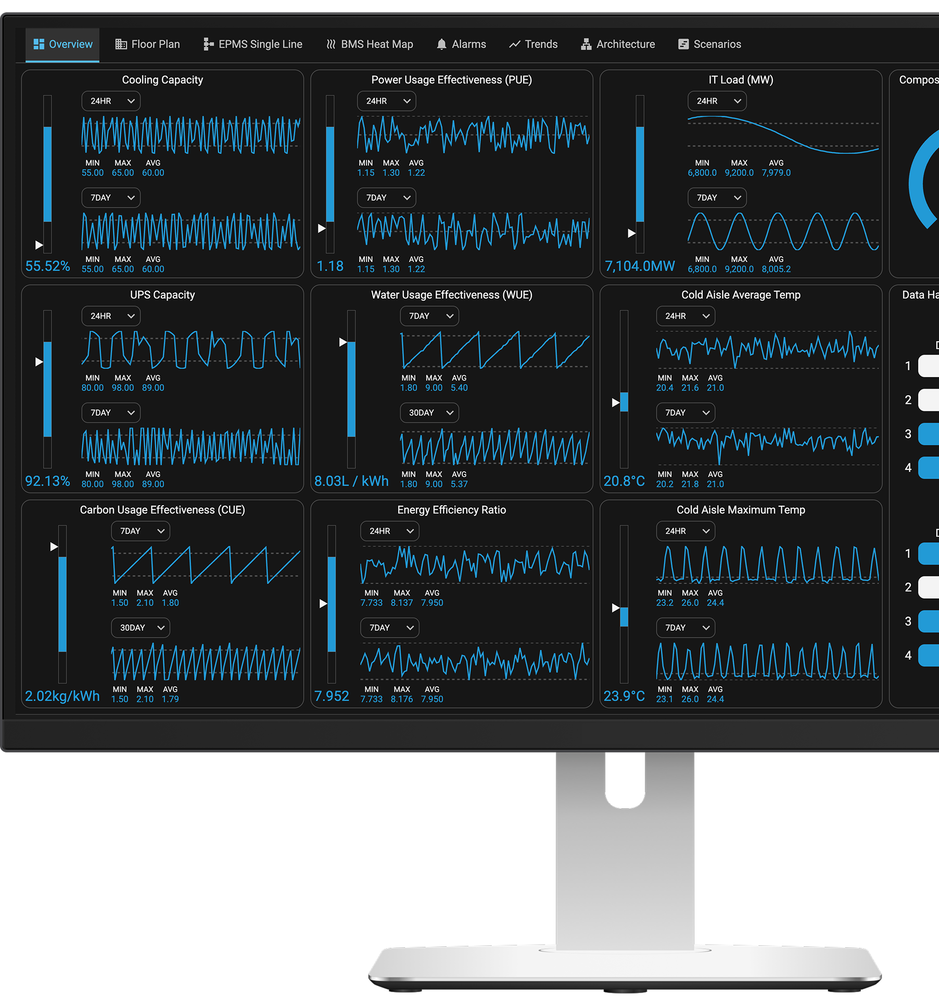 Overview Floor Plan EPMS Single Line BMS Heat Map Alarms Trends Architecture Scenarios
Cooling Capacity
24HR
MIN MAX AVG
55.00 65.00 60.00
7DAY
MIN MAX AVG
55.00 65.00 60.00
55.52%
Power Usage Effectiveness (PUE)
24HR
MIN MAX AVG
1.15 1.30 1.22
7DAY
MIN MAX AVG
1.15 1.30 1.22
1.18
IT Load (MW)
24HR
MIN MAX AVG
6,800.0 9,200.0 7,979.0
7DAY
MIN MAX AVG
6,800.0 9,200.0 8,005.2
7,104.0MW
Compos
UPS Capacity
24HR
MIN MAX AVG
80.00 98.00 89.00
7DAY
MIN MAX AVG
80.00 98.00 89.00
92.13%
Water Usage Effectiveness (WUE)
7DAY
MIN MAX AVG
1.80 9.00 5.40
30DAY
MIN MAX AVG
1.80 9.00 5.37
8.03L / kWh
Cold Aisle Average Temp
24HR
MIN MAX AVG
20.4 21.6 21.0
7DAY
MIN MAX AVG
20.2 21.8 21.0
20.8°C
Data Ha
1
2
3
4
Carbon Usage Effectiveness (CUE)
7DAY
MIN MAX AVG
1.50 2.10 1.80
30DAY
MIN MAX AVG
1.50 2.10 1.79
2.02kg/kWh
Energy Efficiency Ratio
24HR
MIN MAX AVG
7.733 8.137 7.950
7DAY
MIN MAX AVG
7.733 8.176 7.950
7.952
Cold Aisle Maximum Temp
24HR
MIN MAX AVG
23.2 26.0 24.4
7DAY
MIN MAX AVG
23.1 26.0 24.4
23.9°C
1
2
3
4